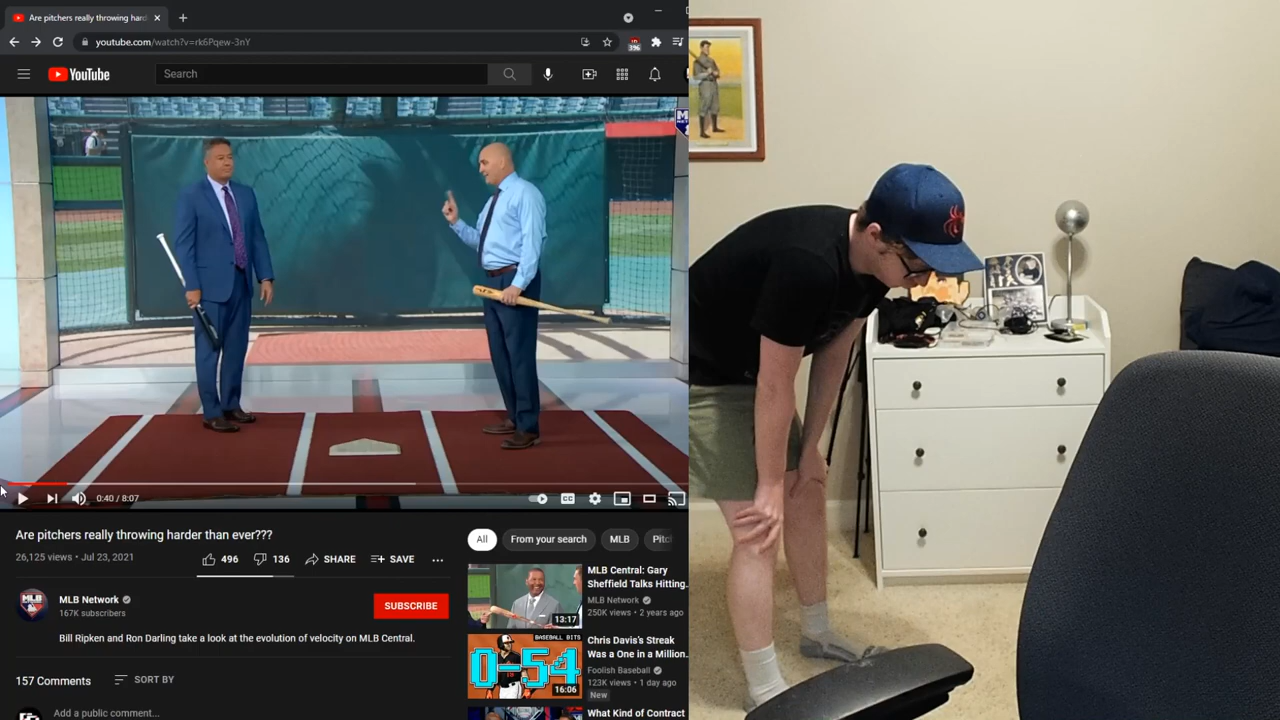 Are pitchers really throwing hard
youtube.com/watch?v=rk6Pqew-3nY
396
YouTube
Search
0:40 / 8:07
CC
Are pitchers really throwing harder than ever???
26,125 views • Jul 23, 2021
496
136
SHARE
SAVE
MLB Network
167K subscribers
SUBSCRIBE
Bill Ripken and Ron Darling take a look at the evolution of velocity on MLB Central.
157 Comments
SORT BY
Add a public comment...
All
From your search
MLB
Pitc
13:17
MLB Central: Gary
Sheffield Talks Hitting...
MLB Network
250K views • 2 years ago
BASEBALL BITS
0-54
16:06
Chris Davis's Streak
Was a One in a Million...
Foolish Baseball
123K views • 1 day ago
New
What Kind of Contract